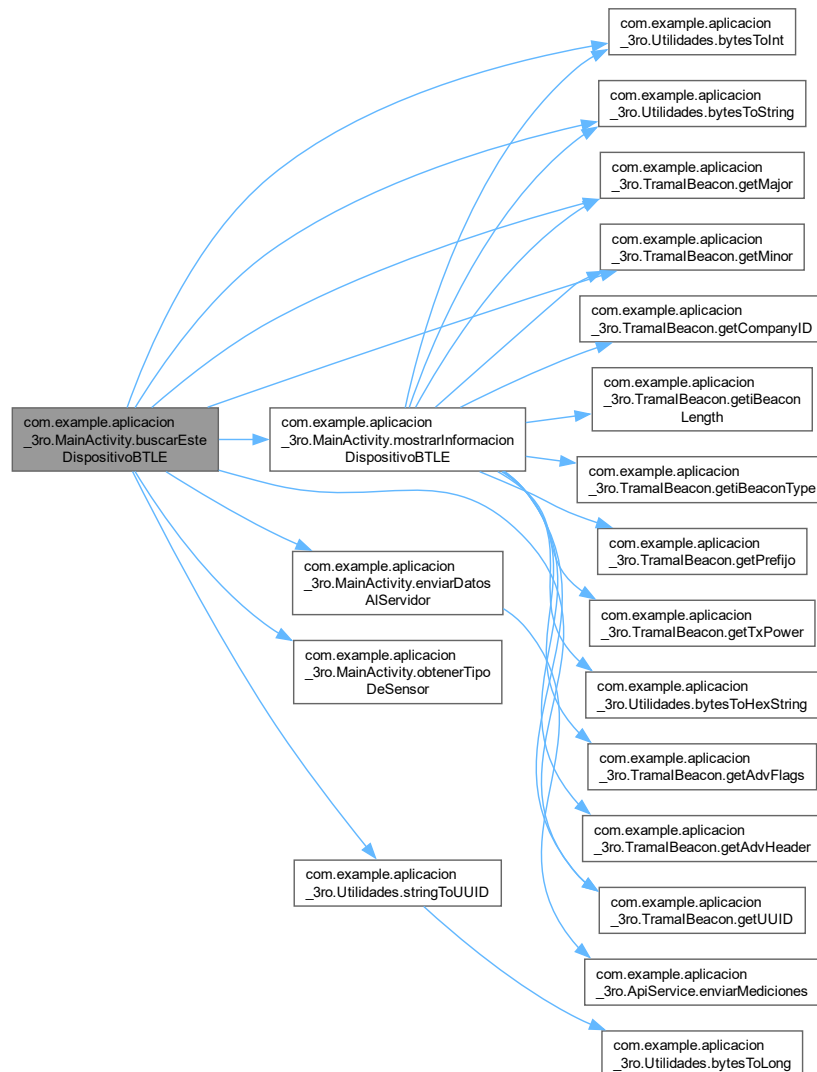 com.example.aplicacion
_3ro.Utilidades.bytesToInt
com.example.aplicacion
_3ro.Utilidades.bytesToString
com.example.aplicacion
_3ro.TramaIBeacon.getMajor
com.example.aplicacion
_3ro.TramaIBeacon.getMinor
com.example.aplicacion
_3ro.TramaIBeacon.getCompanyID
com.example.aplicacion
_3ro.TramaIBeacon.getiBeacon
Length
com.example.aplicacion
_3ro.MainActivity.buscarEste
DispositivoBTLE
com.example.aplicacion
_3ro.MainActivity.mostrarInformacion
DispositivoBTLE
com.example.aplicacion
_3ro.TramaIBeacon.getiBeaconType
com.example.aplicacion
_3ro.TramaIBeacon.getPrefijo
com.example.aplicacion
_3ro.MainActivity.enviarDatos
AlServidor
com.example.aplicacion
_3ro.TramaIBeacon.getTxPower
com.example.aplicacion
_3ro.MainActivity.obtenerTipo
DeSensor
com.example.aplicacion
_3ro.Utilidades.bytesToHexString
com.example.aplicacion
_3ro.TramaIBeacon.getAdvFlags
com.example.aplicacion
_3ro.TramaIBeacon.getAdvHeader
com.example.aplicacion
_3ro.Utilidades.stringToUUID
com.example.aplicacion
_3ro.TramaIBeacon.getUUID
com.example.aplicacion
_3ro.ApiService.enviarMediciones
com.example.aplicacion
_3ro.Utilidades.bytesToLong